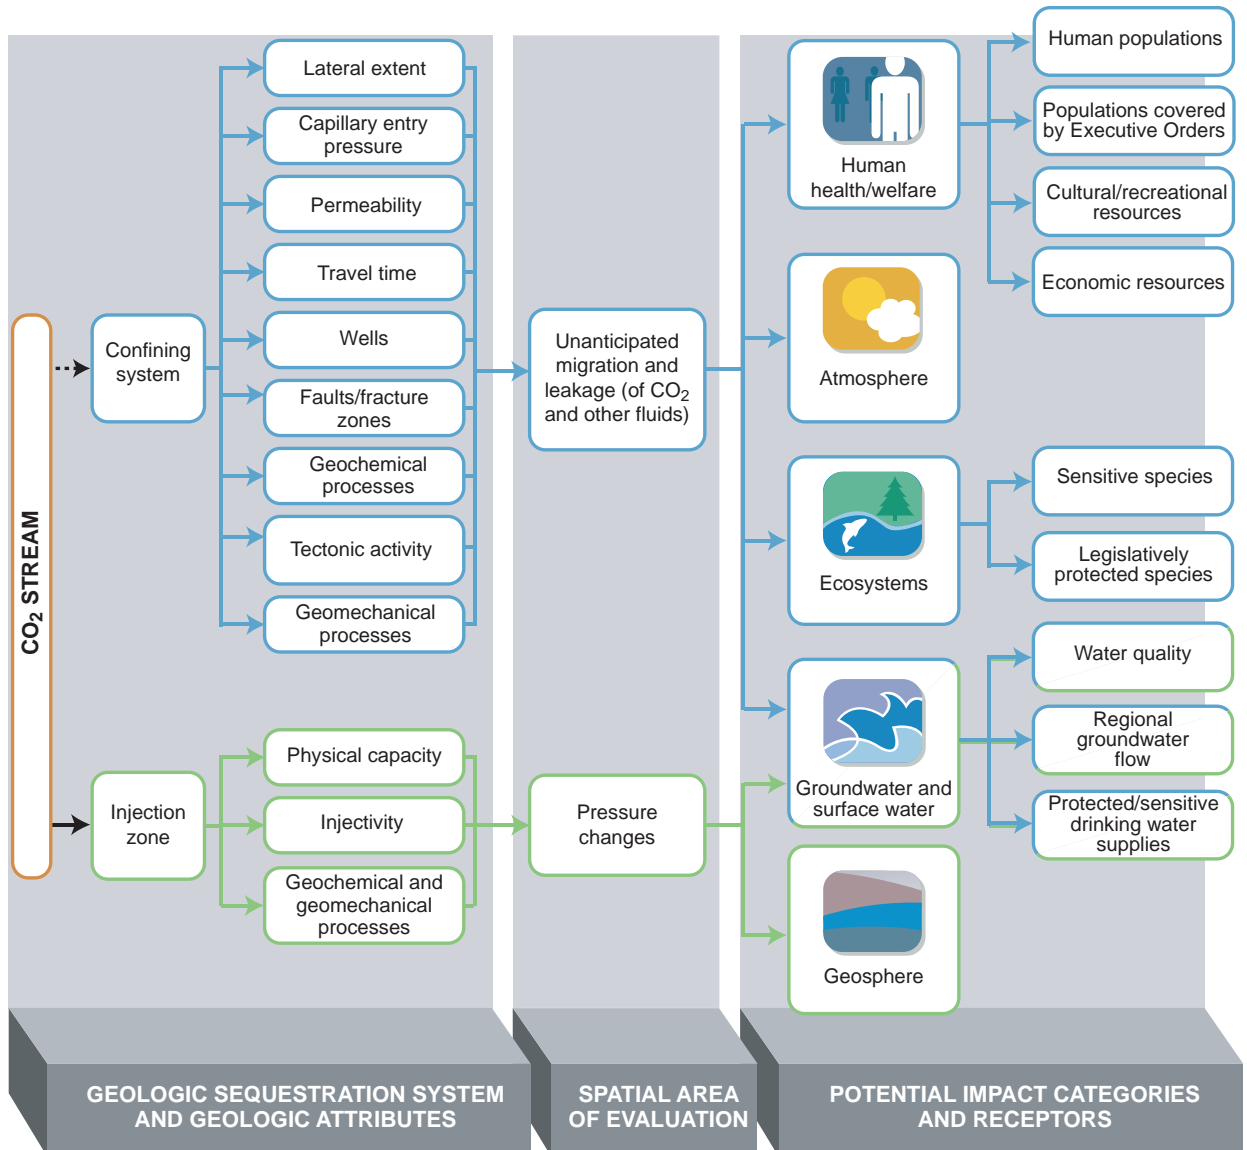 CO₂ STREAM
Confining
system
Injection
zone
Lateral extent
Capillary entry
pressure
Permeability
Travel time
Wells
Faults/fracture
zones
Geochemical
processes
Tectonic activity
Geomechanical
processes
Physical capacity
Injectivity
Geochemical and
geomechanical
processes
Unanticipated
migration and
leakage (of CO₂
and other fluids)
Pressure
changes
Human
health/welfare
Atmosphere
Ecosystems
Groundwater and
surface water
Geosphere
Human populations
Populations covered
by Executive Orders
Cultural/recreational
resources
Economic resources
Sensitive species
Legislatively
protected species
Water quality
Regional
groundwater
flow
Protected/sensitive
drinking water
supplies
GEOLOGIC SEQUESTRATION SYSTEM
AND GEOLOGIC ATTRIBUTES
SPATIAL AREA
OF EVALUATION
POTENTIAL IMPACT CATEGORIES
AND RECEPTORS